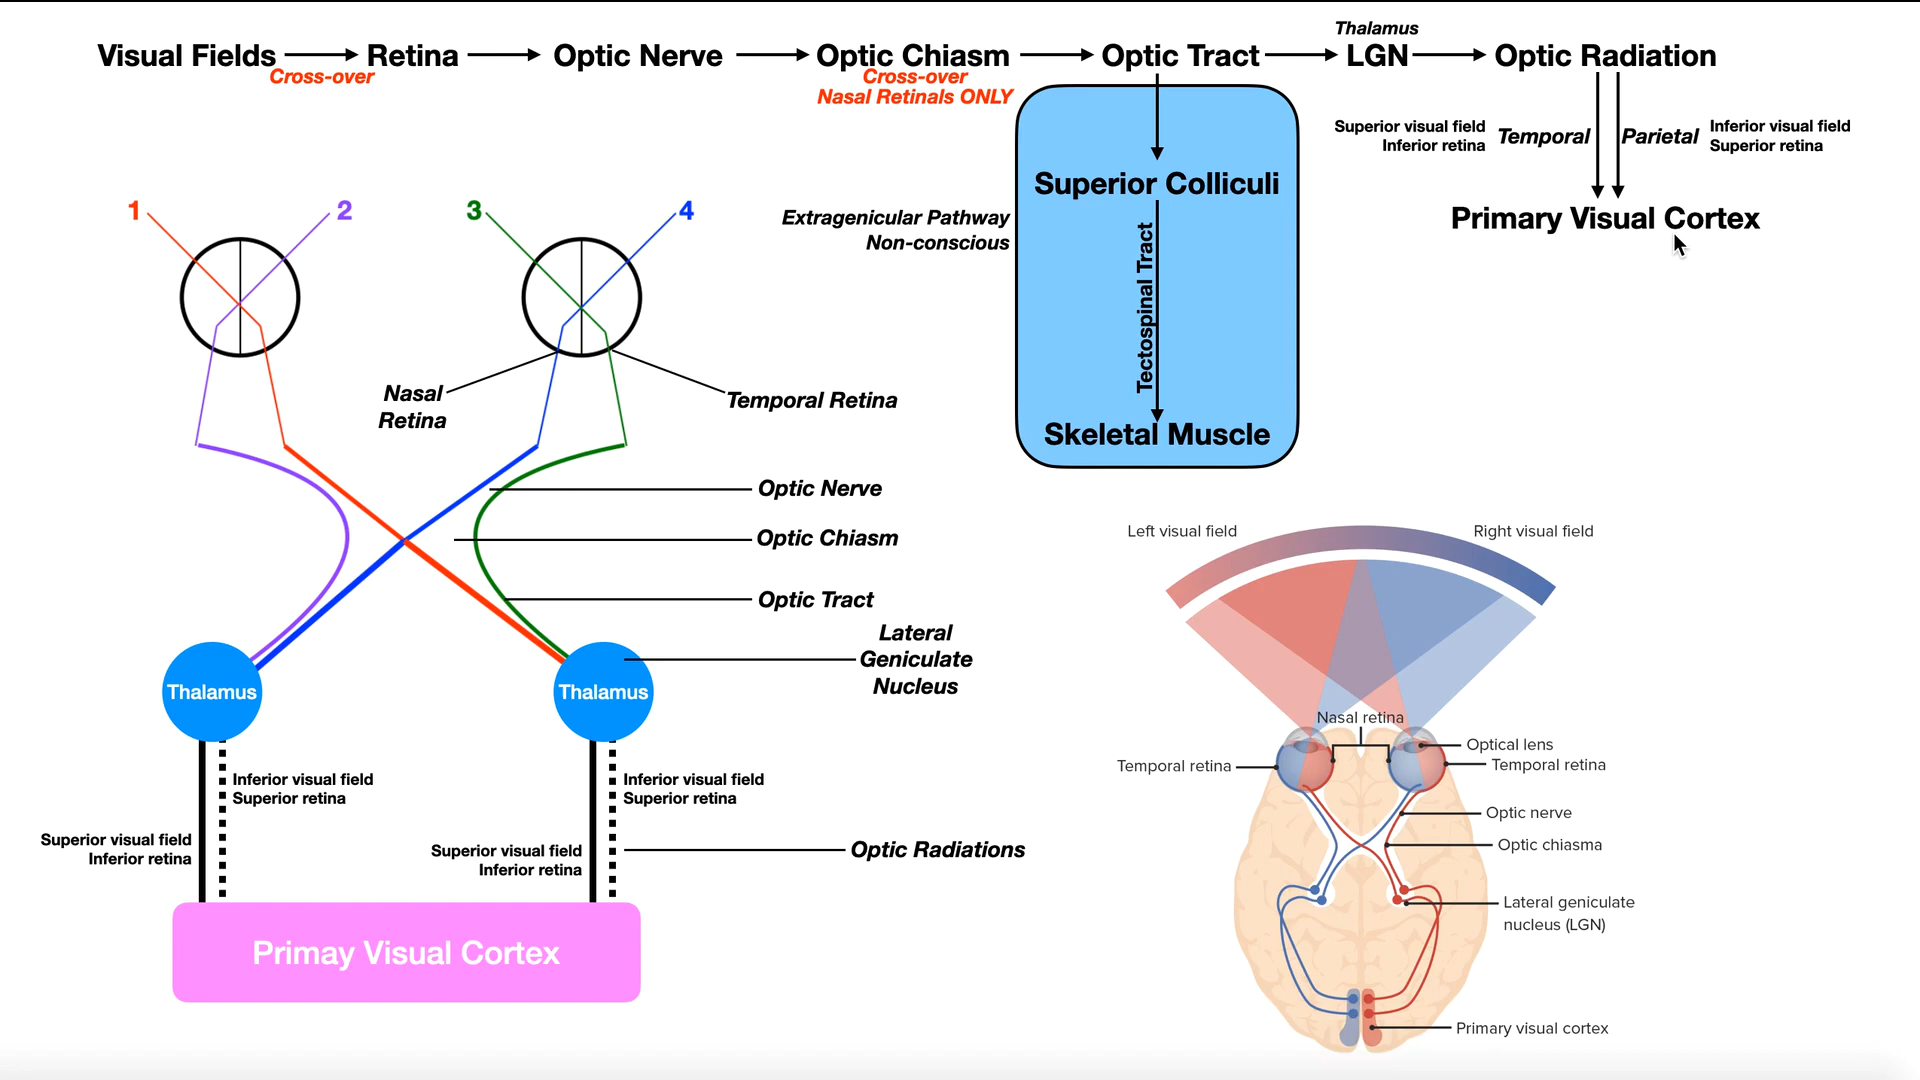 Thalamus
Visual Fields
Retina
Optic Nerve
Optic Chiasm
Optic Tract
LGN
Optic Radiation
Cross-over
Cross-over
Nasal Retinals ONLY
Superior visual field
Inferior retina
Temporal
Parietal
Inferior visual field
Superior retina
Superior Colliculi
Primary Visual Cortex
Extragenicular Pathway
Non-conscious
Tectospinal Tract
Skeletal Muscle
1
2
3
4
Nasal
Retina
Temporal Retina
Optic Nerve
Optic Chiasm
Optic Tract
Lateral
Geniculate
Nucleus
Thalamus
Thalamus
Inferior visual field
Superior retina
Superior visual field
Inferior retina
Inferior visual field
Superior retina
Superior visual field
Inferior retina
Optic Radiations
Primay Visual Cortex
Left visual field
Right visual field
Nasal retina
Temporal retina
Optical lens
Temporal retina
Optic nerve
Optic chiasma
Lateral geniculate
nucleus (LGN)
Primary visual cortex